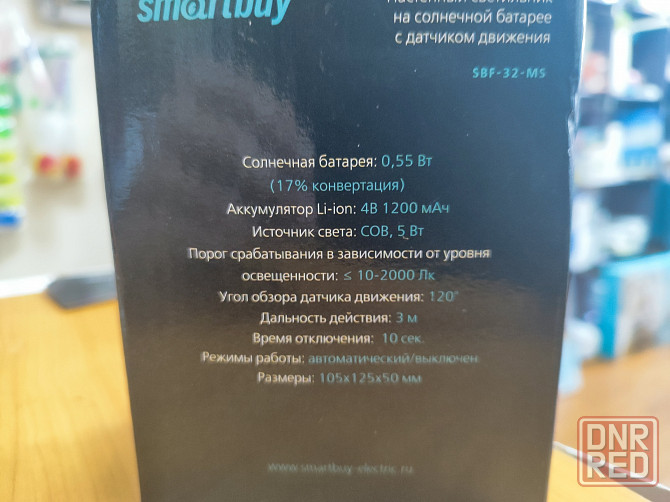 smartbuy
Настенный светильник
на солнечной батарее
с датчиком движения
SBF-32-MS
Солнечная батарея: 0,55 Вт
(17% конвертация)
Аккумулятор Li-ion: 4В 1200 мАч
Источник света: COB, 5 Вт
Порог срабатывания в зависимости от уровня
освещенности: ≤ 10-2000 Лк
Угол обзора датчика движения: 120°
Дальность действия: 3 м
Время отключения: 10 сек.
Режимы работы: автоматический/выключен
Размеры: 105х125х50 мм
www.smartbuy-electric.ru
DNR
RED